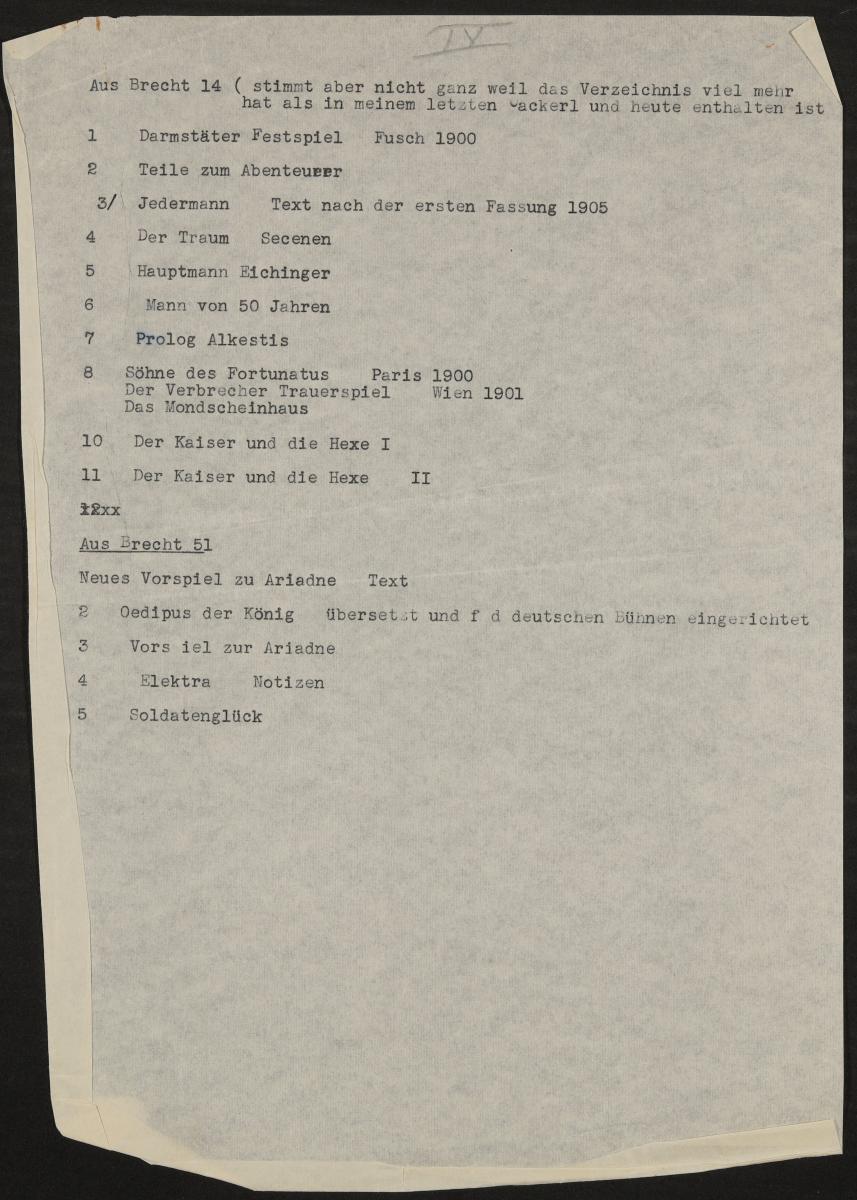 IV
Aus Brecht 14 ( stimmt aber nicht ganz weil das Verzeichnis viel mehr
hat als in meinem letzten ackerl und heute enthalten ist
1 Darmstäter Festspiel Fusch 1900
2 Teile zum Abenteurer
3/ Jedermann Text nach der ersten Fassung 1905
4 Der Traum Secenen
5 Hauptmann Eichinger
6 Mann von 50 Jahren
7 Prolog Alkestis
8 Söhne des Fortunatus Paris 1900
Der Verbrecher Trauerspiel Wien 1901
Das Mondscheinhaus
10 Der Kaiser und die Hexe I
11 Der Kaiser und die Hexe II
12xx
Aus Brecht 51
Neues Vorspiel zu Ariadne Text
2 Oedipus der König übersetzt und f d deutschen Bühnen eingerichtet
3 Vors iel zur Ariadne
4 Elektra Notizen
5 Soldatenglück